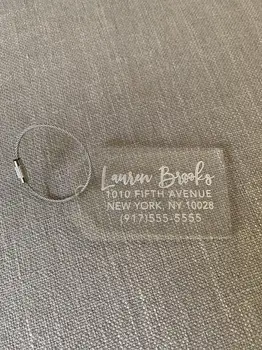 Lauren Brooks
1010 FIFTH AVENUE
NEW YORK, NY 10028
(917)555-5555